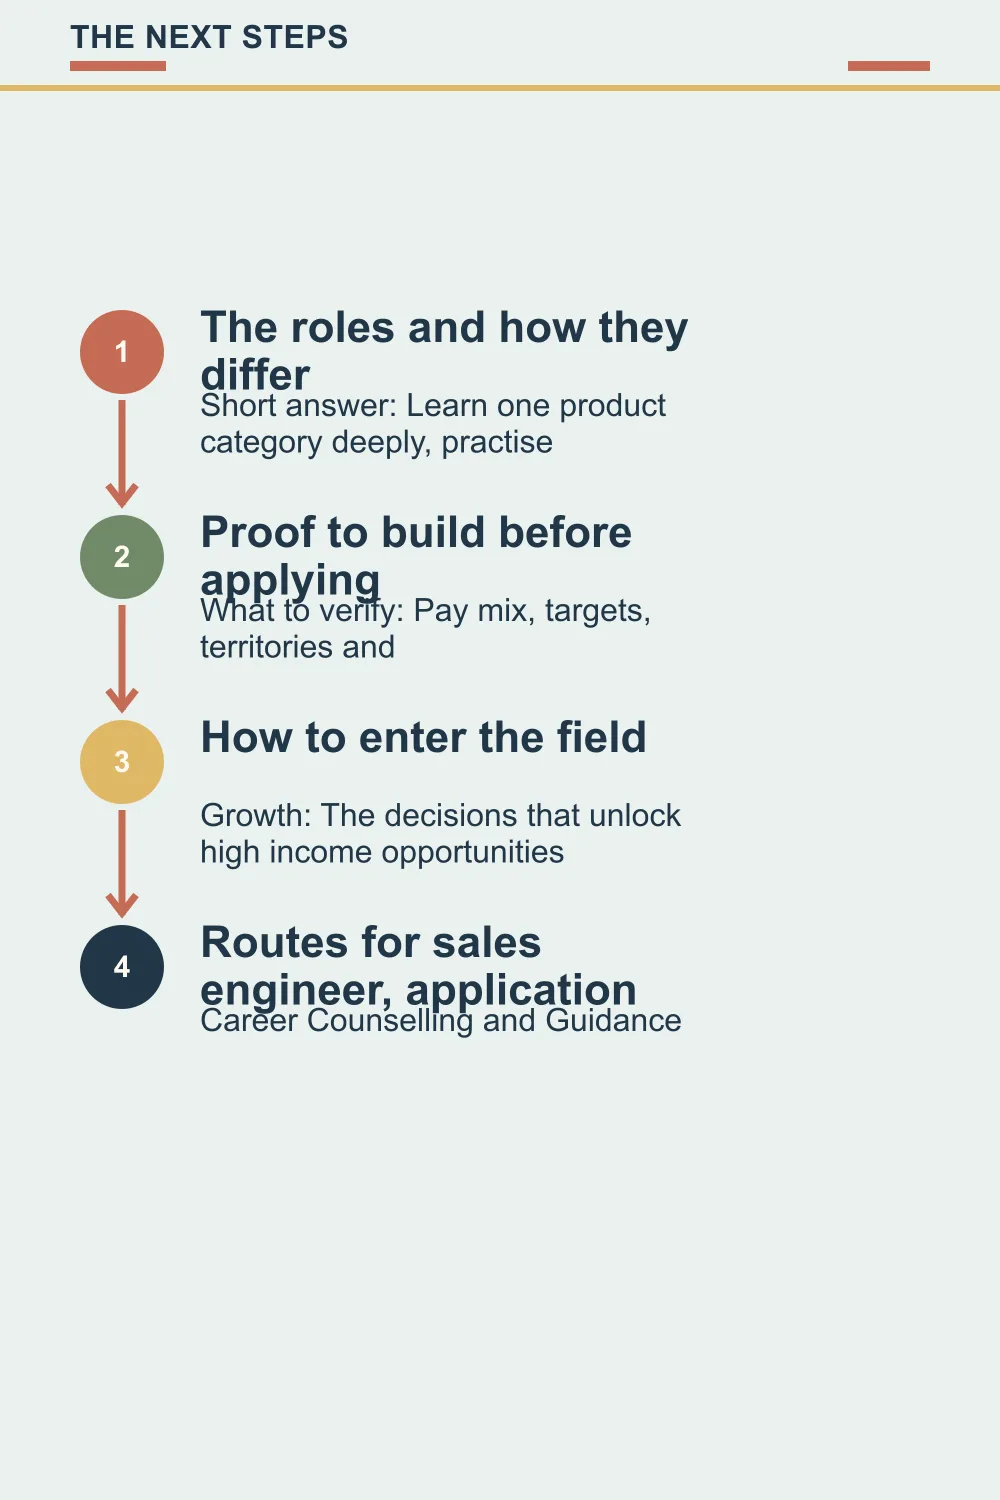 THE NEXT STEPS
1
The roles and how they
differ
Short answer: Learn one product
category deeply, practise
2
Proof to build before
applying
What to verify: Pay mix, targets,
territories and
3
How to enter the field
Growth: The decisions that unlock
high income opportunities
4
Routes for sales
engineer, application
Career Counselling and Guidance